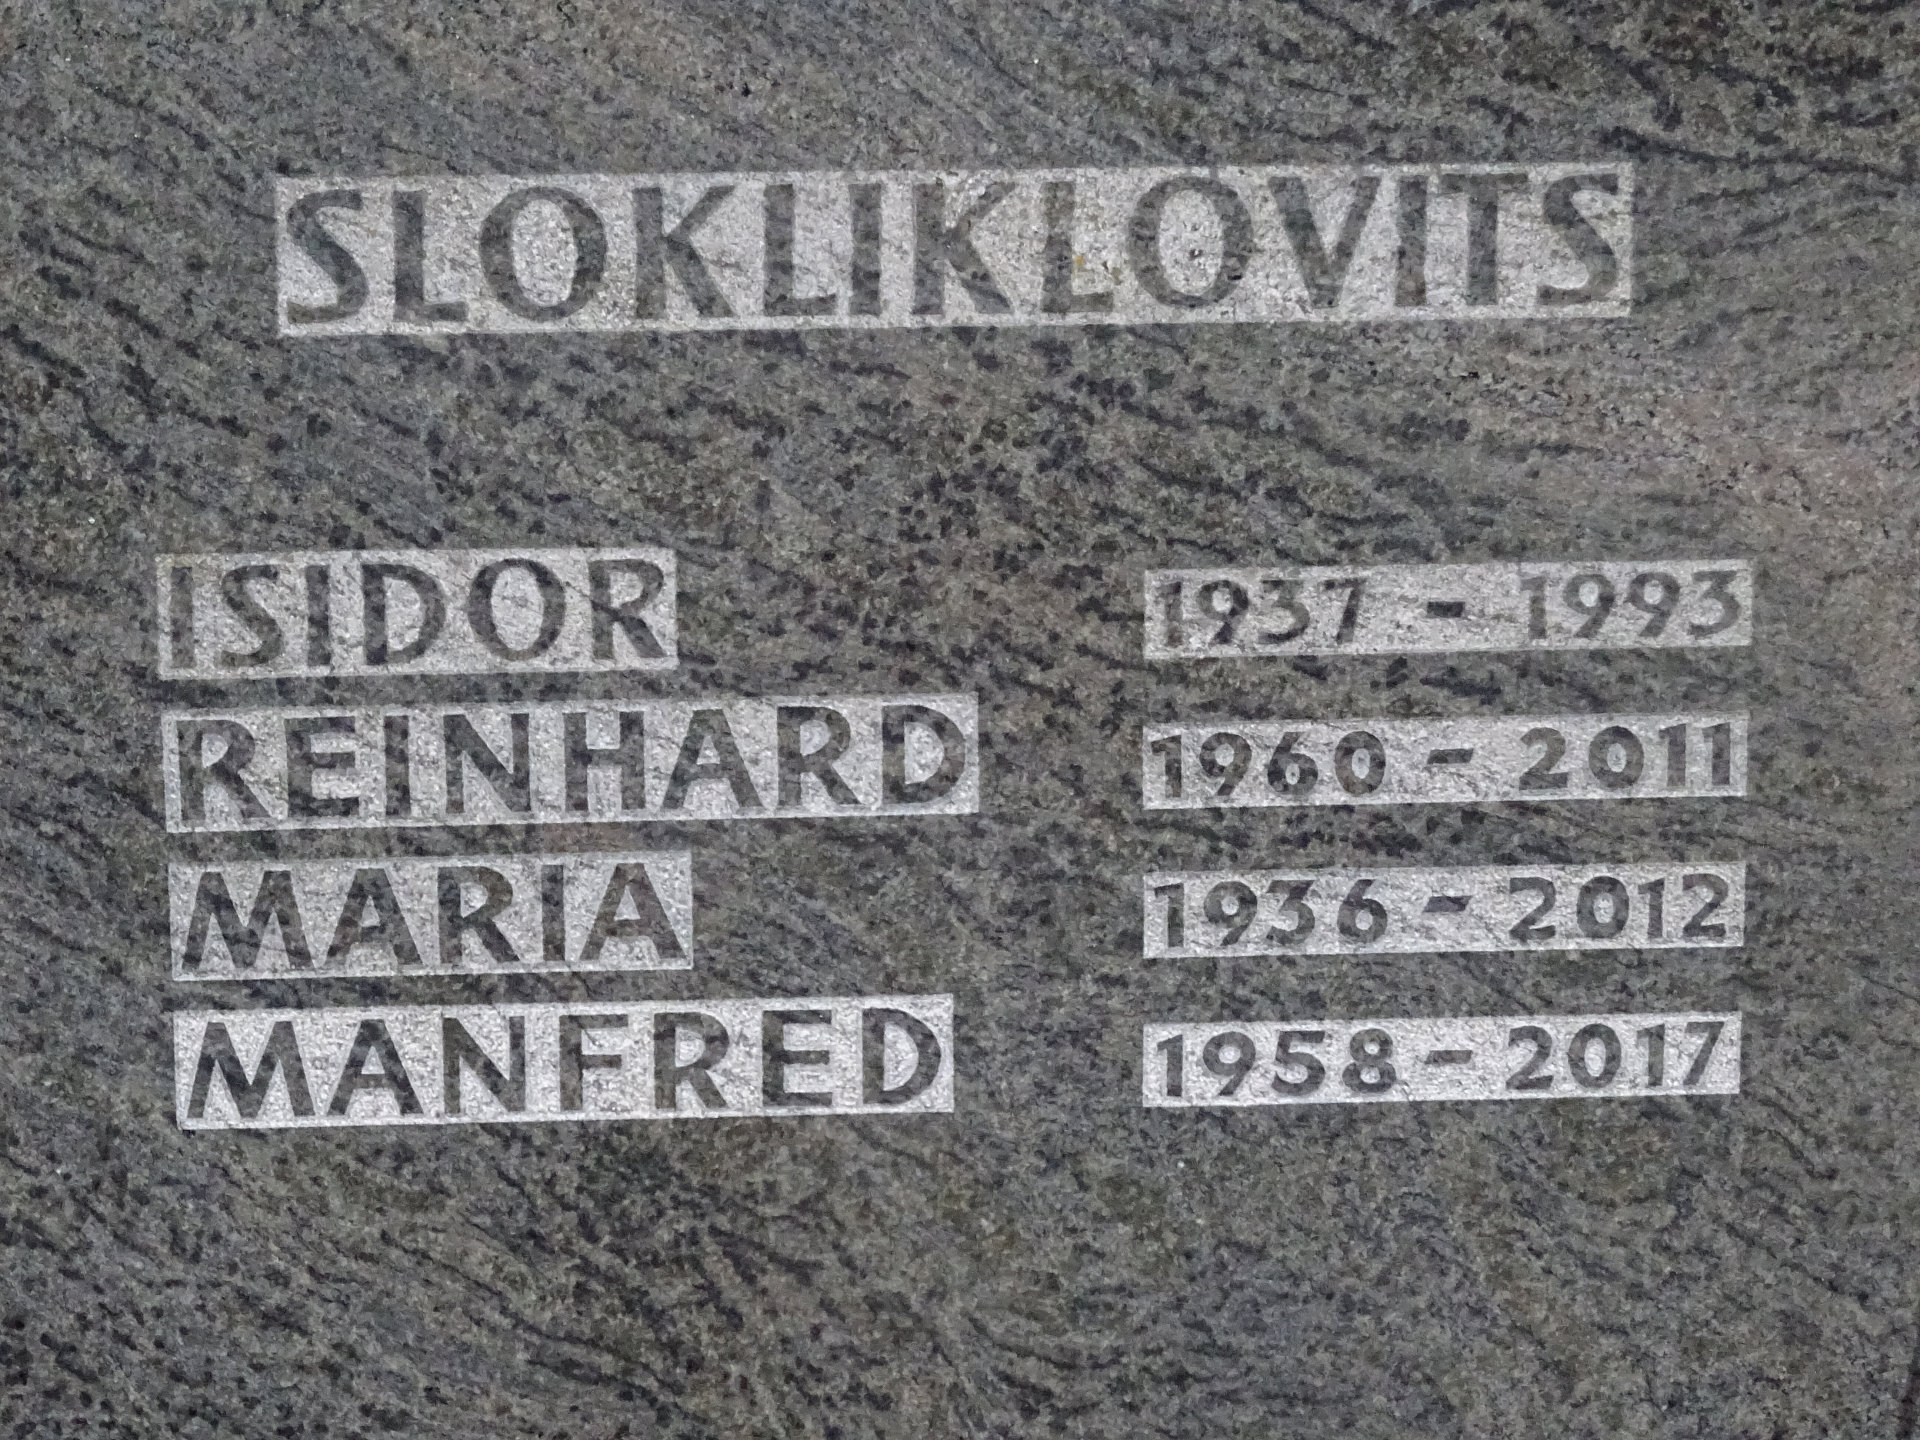 SLOKLIKLOVITS
ISIDOR 1937 - 1993
REINHARD 1960 - 2011
MARIA 1936 - 2012
MANFRED 1958 - 2017